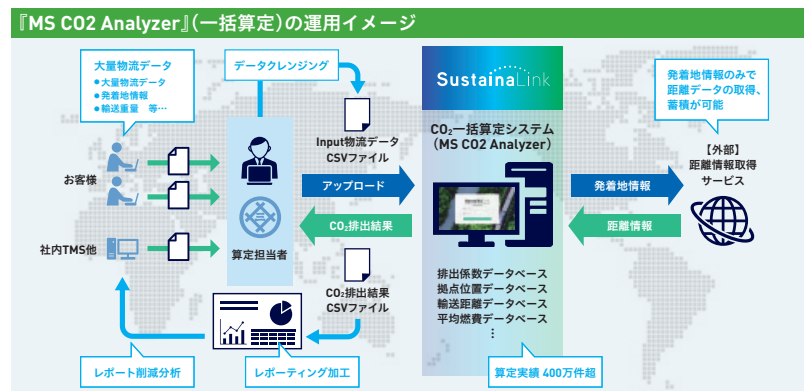 『MS CO2 Analyzer』（一括算定）の運用イメージ
大量物流データ
●大量物流データ
●発着地情報
●輸送重量　等…
お客様
社内TMS他
データクレンジング
算定担当者
Input物流データ
CSVファイル
アップロード
CO₂排出結果
CO₂排出結果
CSVファイル
レポート削減分析
レポーティング加工
SustainaLink
CO₂一括算定システム
（MS CO2 Analyzer）
排出係数データベース
拠点位置データベース
輸送距離データベース
平均燃費データベース
⋮
算定実績 400万件超
発着地情報
距離情報
発着地情報のみで
距離データの取得、
蓄積が可能
【外部】
距離情報取得
サービス